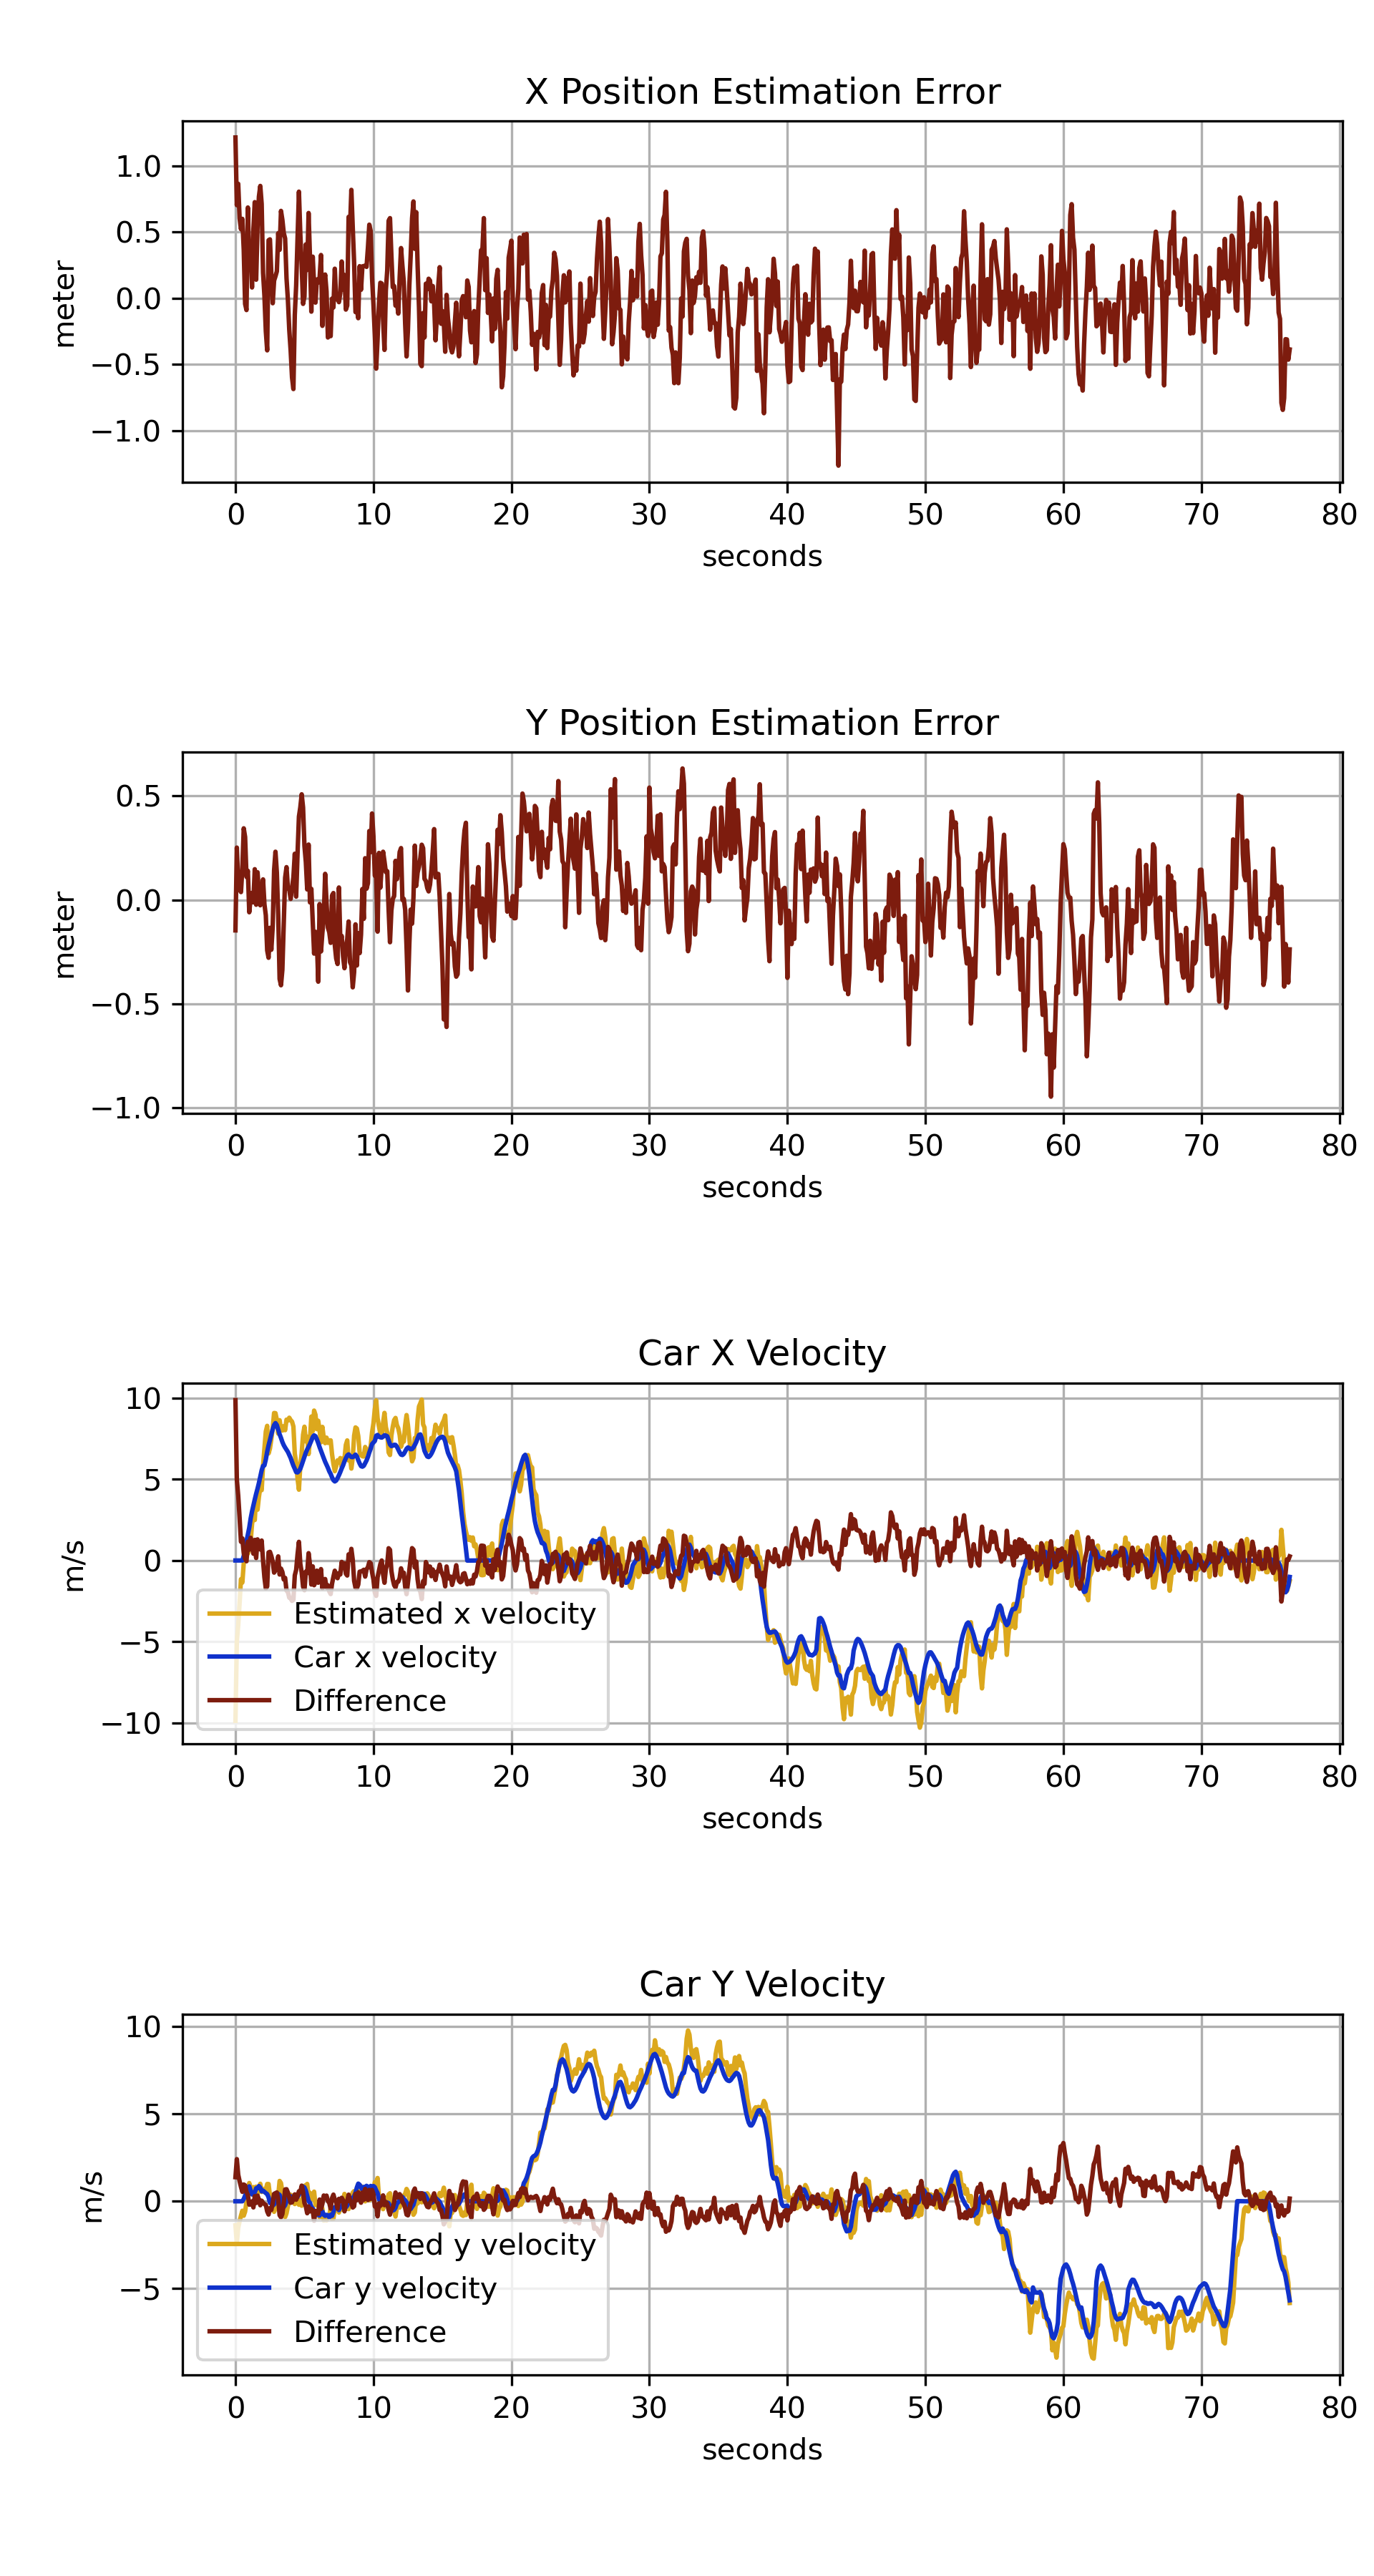 X Position Estimation Error
1.0
0.5
0.0
−0.5
−1.0
meter
0 10 20 30 40 50 60 70 80
seconds
Y Position Estimation Error
0.5
0.0
−0.5
−1.0
meter
0 10 20 30 40 50 60 70 80
seconds
Car X Velocity
10
5
0
−5
−10
m/s
Estimated x velocity
Car x velocity
Difference
0 10 20 30 40 50 60 70 80
seconds
Car Y Velocity
10
5
0
−5
m/s
Estimated y velocity
Car y velocity
Difference
0 10 20 30 40 50 60 70 80
seconds